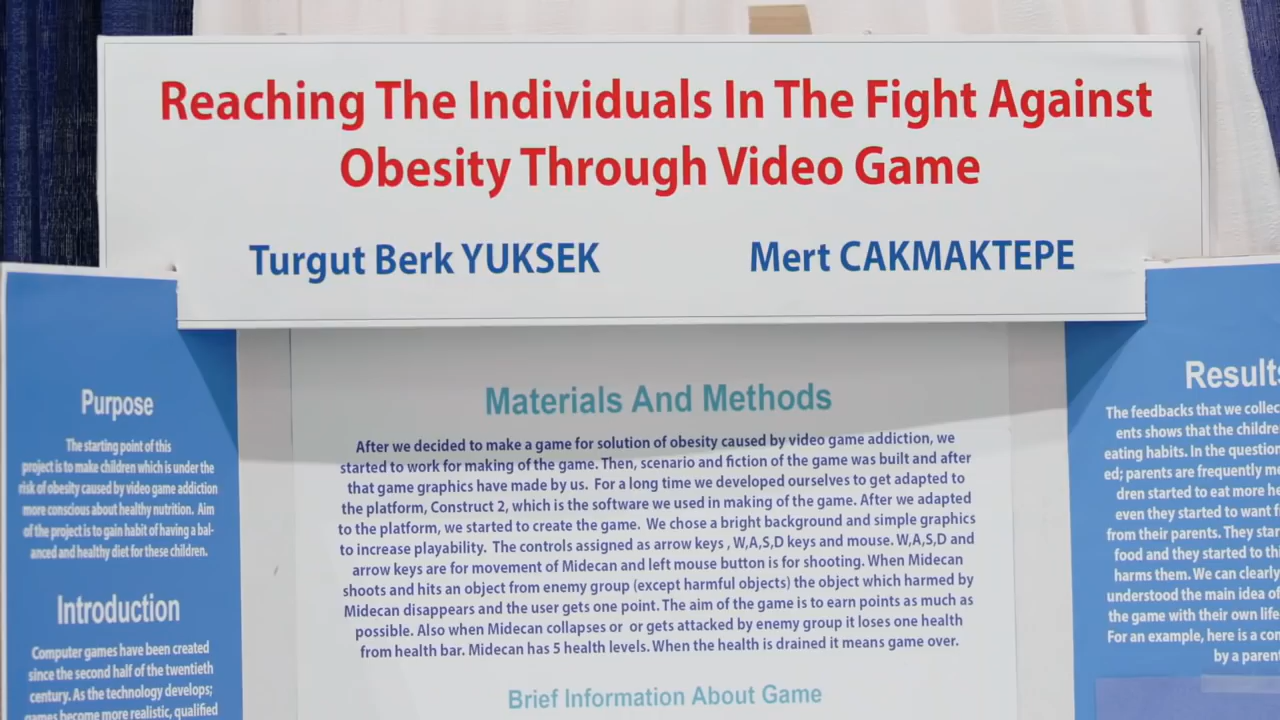 Reaching The Individuals In The Fight Against
Obesity Through Video Game
Turgut Berk YUKSEK
Mert CAKMAKTEPE
Purpose
The starting point of this
project is to make children which is under the
risk of obesity caused by video game addiction
more conscious about healthy nutrition. Aim
of the project is to gain habit of having a bal-
anced and healthy diet for these children.
Introduction
Computer games have been created
since the second half of the twentieth
century. As the technology develops;
games become more realistic, qualified
Materials And Methods
After we decided to make a game for solution of obesity caused by video game addiction, we
started to work for making of the game. Then, scenario and fiction of the game was built and after
that game graphics have made by us. For a long time we developed ourselves to get adapted to
the platform, Construct 2, which is the software we used in making of the game. After we adapted
to the platform, we started to create the game. We chose a bright background and simple graphics
to increase playability. The controls assigned as arrow keys , W,A,S,D keys and mouse. W,A,S,D and
arrow keys are for movement of Midecan and left mouse button is for shooting. When Midecan
shoots and hits an object from enemy group (except harmful objects) the object which harmed by
Midecan disappears and the user gets one point. The aim of the game is to earn points as much as
possible. Also when Midecan collapses or or gets attacked by enemy group it loses one health
from health bar. Midecan has 5 health levels. When the health is drained it means game over.
Brief Information About Game
Results
The feedbacks that we collec
ents shows that the childre
eating habits. In the question
ed; parents are frequently me
dren started to eat more he
even they started to want f
from their parents. They star
food and they started to thi
harms them. We can clearly
understood the main idea of
the game with their own life
For an example, here is a con
by a parent